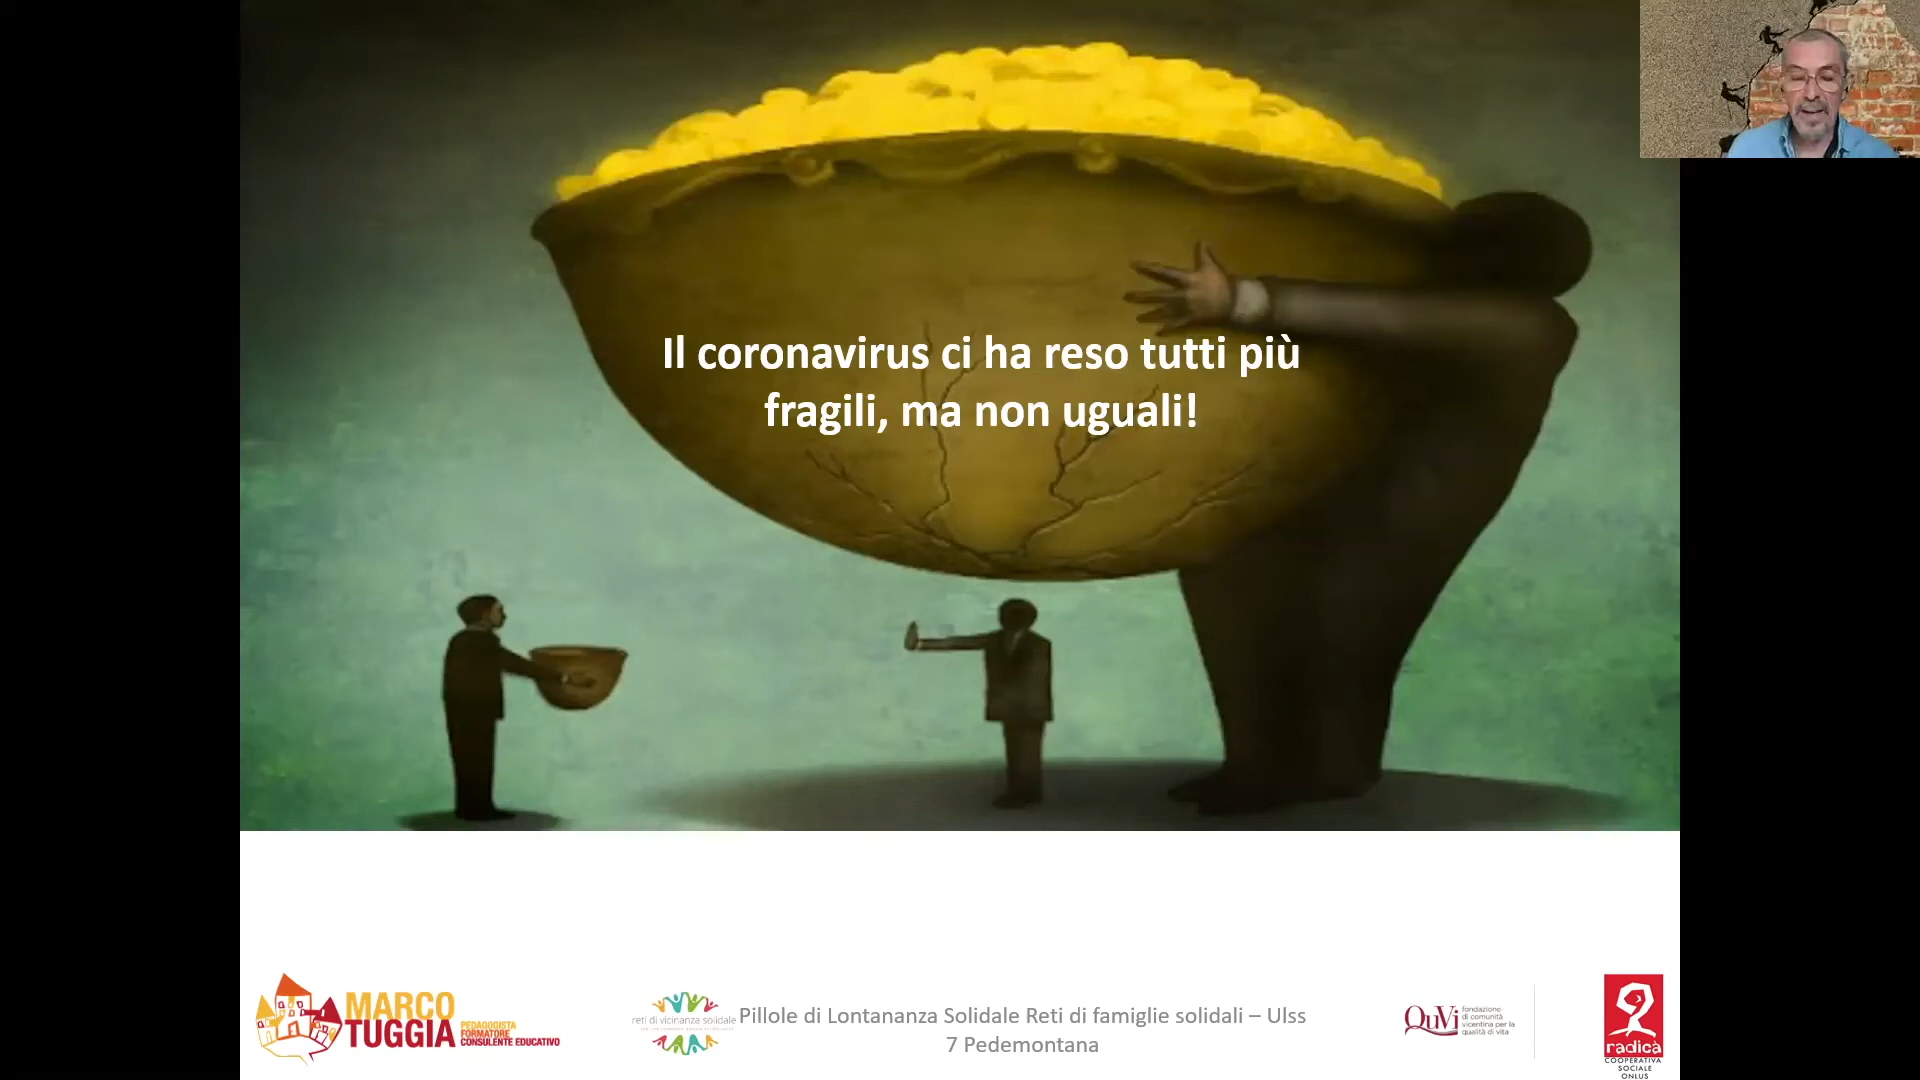 Il coronavirus ci ha reso tutti più
fragili, ma non uguali!
MARCO
TUGGIA
PEDAGOGISTA
FORMATORE
CONSULENTE EDUCATIVO
reti di vicinanza solidale
Pillole di Lontananza Solidale Reti di famiglie solidali – Ulss
7 Pedemontana
QuVi
fondazione
di comunità
vicentina per la
qualità di vita
radicà
COOPERATIVA
SOCIALE
ONLUS